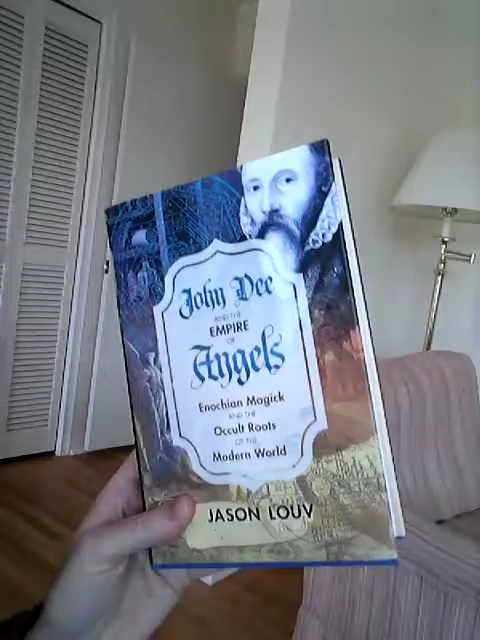 John Dee
AND THE
EMPIRE
OF
Angels
Enochian Magick
AND THE
Occult Roots
OF THE
Modern World
JASON LOUV